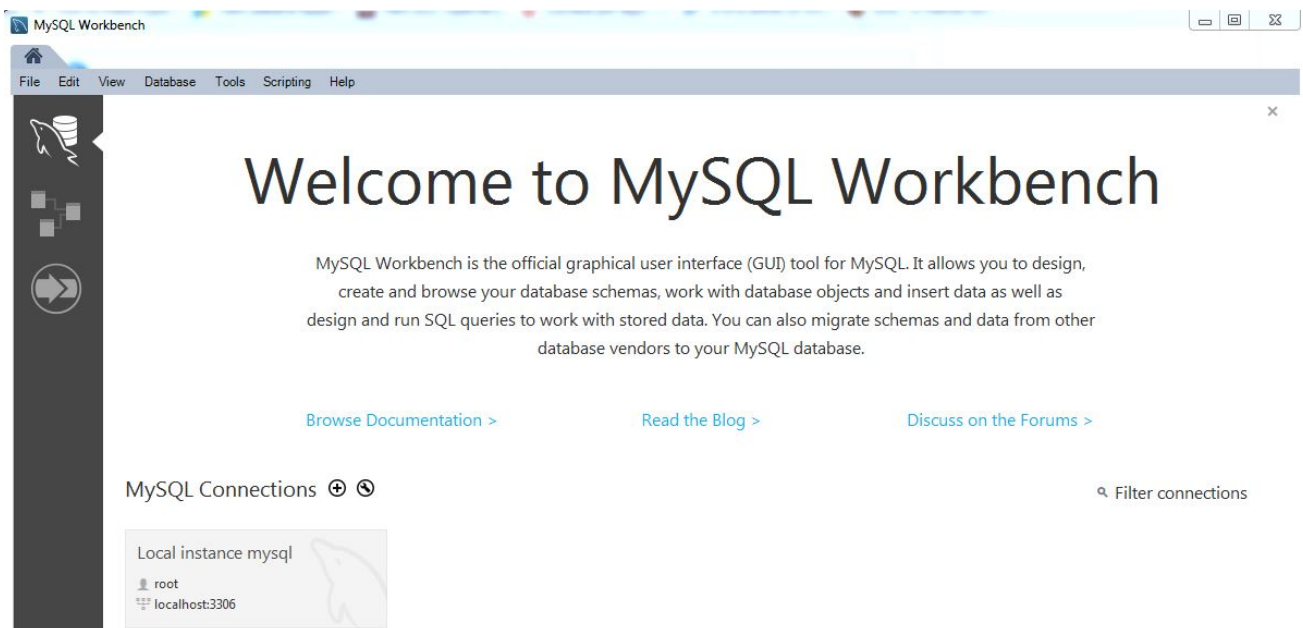 MySQL Workbench
File Edit View Database Tools Scripting Help
Welcome to MySQL Workbench
MySQL Workbench is the official graphical user interface (GUI) tool for MySQL. It allows you to design,
create and browse your database schemas, work with database objects and insert data as well as
design and run SQL queries to work with stored data. You can also migrate schemas and data from other
database vendors to your MySQL database.
Browse Documentation > Read the Blog > Discuss on the Forums >
MySQL Connections Filter connections
Local instance mysql
root
localhost:3306